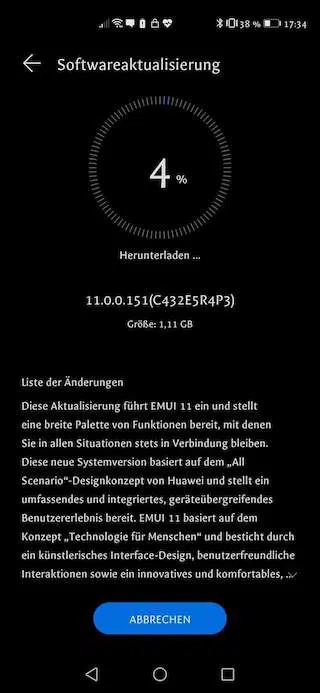 38 % 17:34
Softwareaktualisierung
4 %
Herunterladen ...
11.0.0.151(C432E5R4P3)
Größe: 1,11 GB
Liste der Änderungen
Diese Aktualisierung führt EMUI 11 ein und stellt
eine breite Palette von Funktionen bereit, mit denen
Sie in allen Situationen stets in Verbindung bleiben.
Diese neue Systemversion basiert auf dem „All
Scenario“-Designkonzept von Huawei und stellt ein
umfassendes und integriertes, geräteübergreifendes
Benutzererlebnis bereit. EMUI 11 basiert auf dem
Konzept „Technologie für Menschen“ und besticht durch
ein künstlerisches Interface-Design, benutzerfreundliche
Interaktionen sowie ein innovatives und komfortables, ...
ABBRECHEN